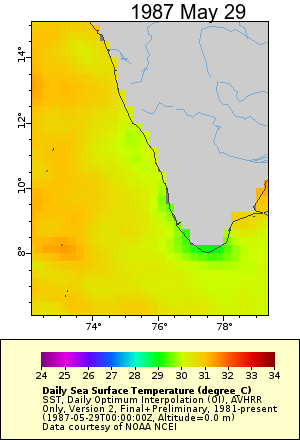 1987 May 29
14°
12°
10°
8°
74° 76° 78°
24 25 26 27 28 29 30 31 32 33 34
Daily Sea Surface Temperature (degree_C)
SST, Daily Optimum Interpolation (OI), AVHRR
Only, Version 2, Final+Preliminary, 1981-present
(1987-05-29T00:00:00Z, Altitude=0.0 m)
Data courtesy of NOAA NCEI